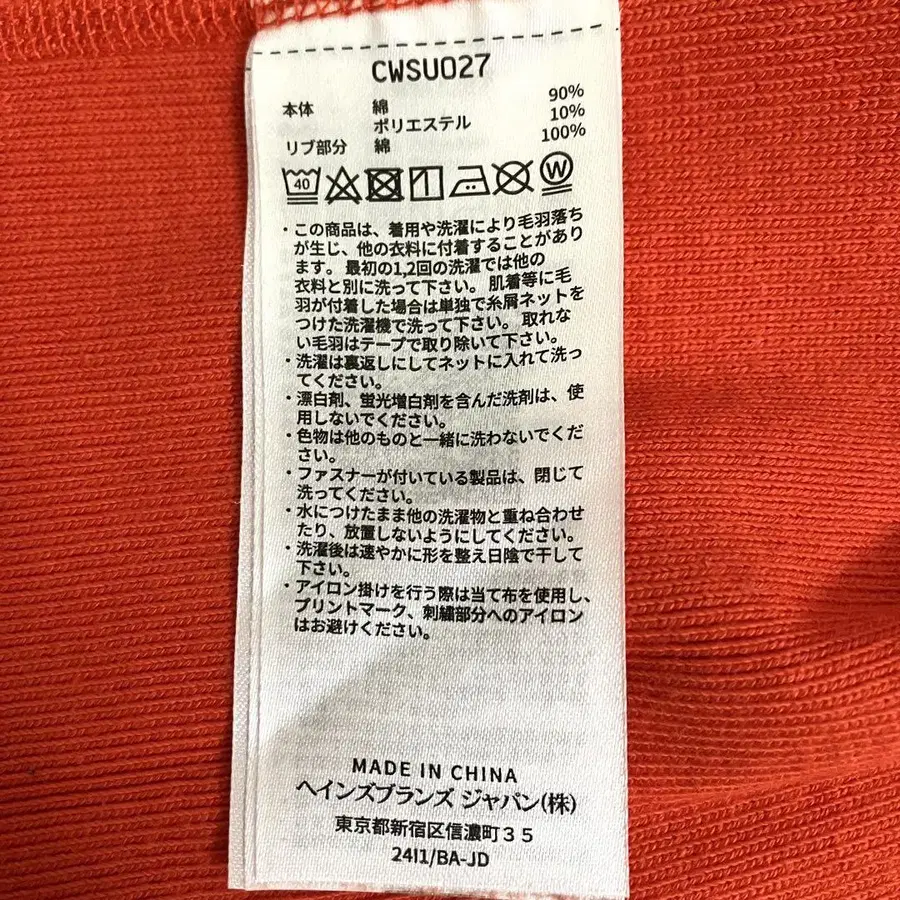 CWSU027
本体 綿 90%
ポリエステル 10%
リブ部分 綿 100%
40 W
・この商品は、着用や洗濯により毛羽落ち
が生じ、他の衣料に付着することがあり
ます。最初の1,2回の洗濯では他の
衣料と別に洗って下さい。肌着等に毛
羽が付着した場合は単独で糸屑ネットを
つけた洗濯機で洗って下さい。取れな
い毛羽はテープで取り除いて下さい。
・洗濯は裏返しにしてネットに入れて洗っ
てください。
・漂白剤、蛍光増白剤を含んだ洗剤は、使
用しないでください。
・色物は他のものと一緒に洗わないでくだ
さい。
・ファスナーが付いている製品は、閉じて
洗ってください。
・水につけたまま他の洗濯物と重ね合わせ
たり、放置しないようにしてください。
・洗濯後は速やかに形を整え日陰で干して
下さい。
・アイロン掛けを行う際は当て布を使用し、
プリントマーク、刺繍部分へのアイロン
はお避けください。
MADE IN CHINA
ヘインズブランズ ジャパン(株)
東京都新宿区信濃町35
24I1/BA-JD